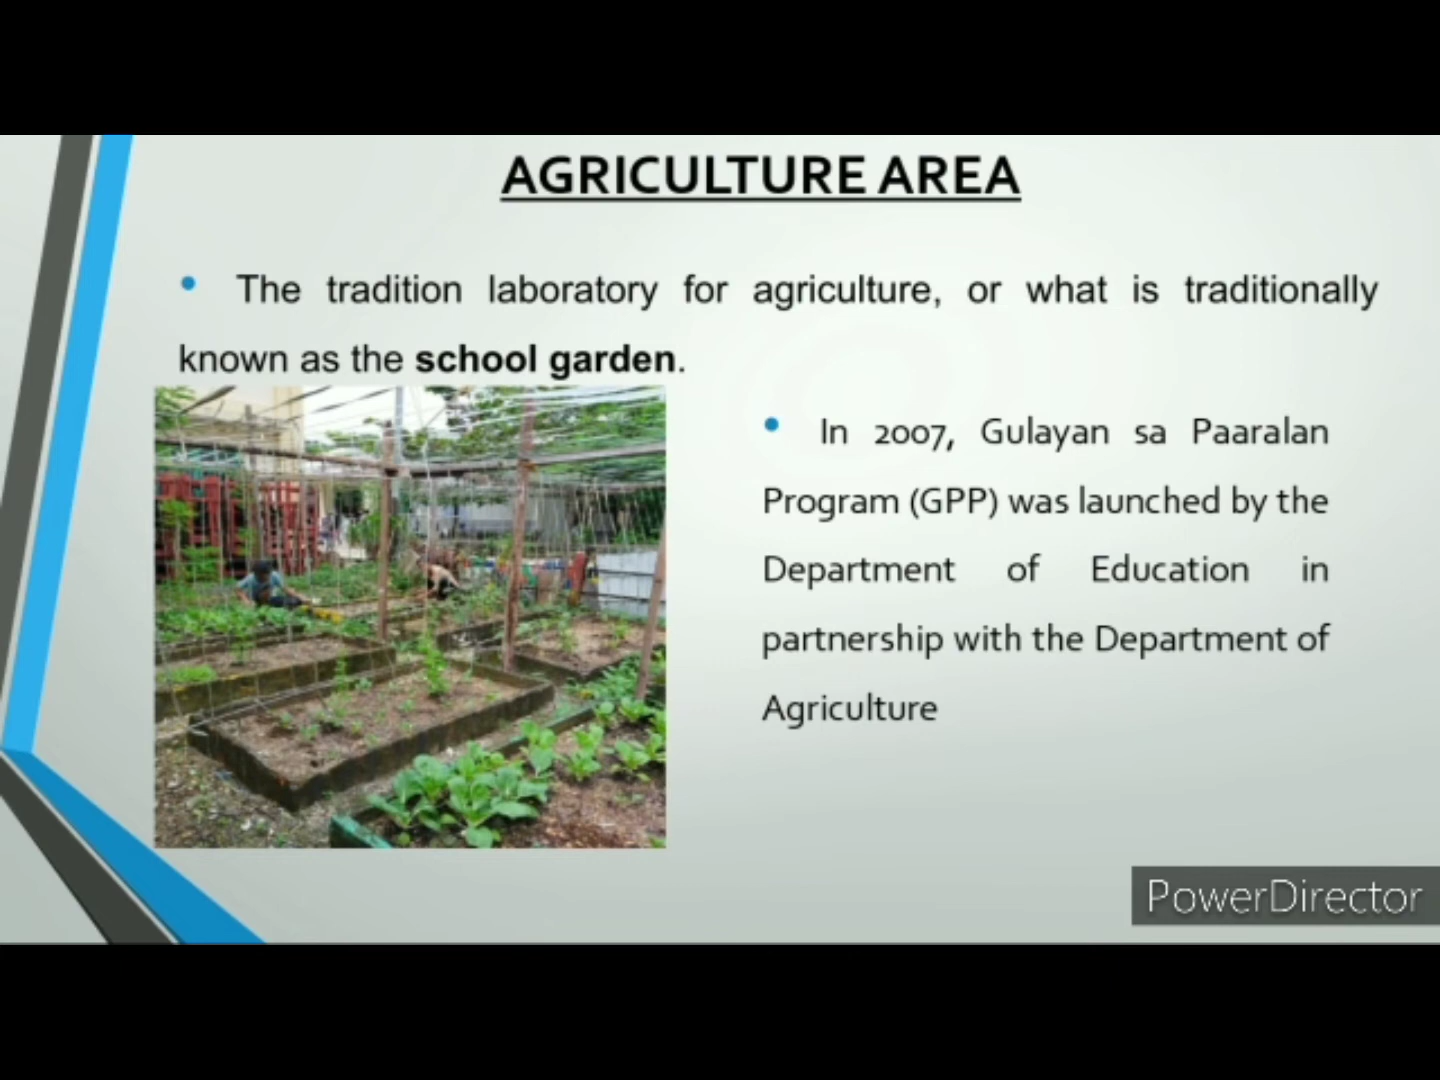 AGRICULTURE AREA
• The tradition laboratory for agriculture, or what is traditionally
known as the school garden.
• In 2007, Gulayan sa Paaralan
Program (GPP) was launched by the
Department of Education in
partnership with the Department of
Agriculture
PowerDirector